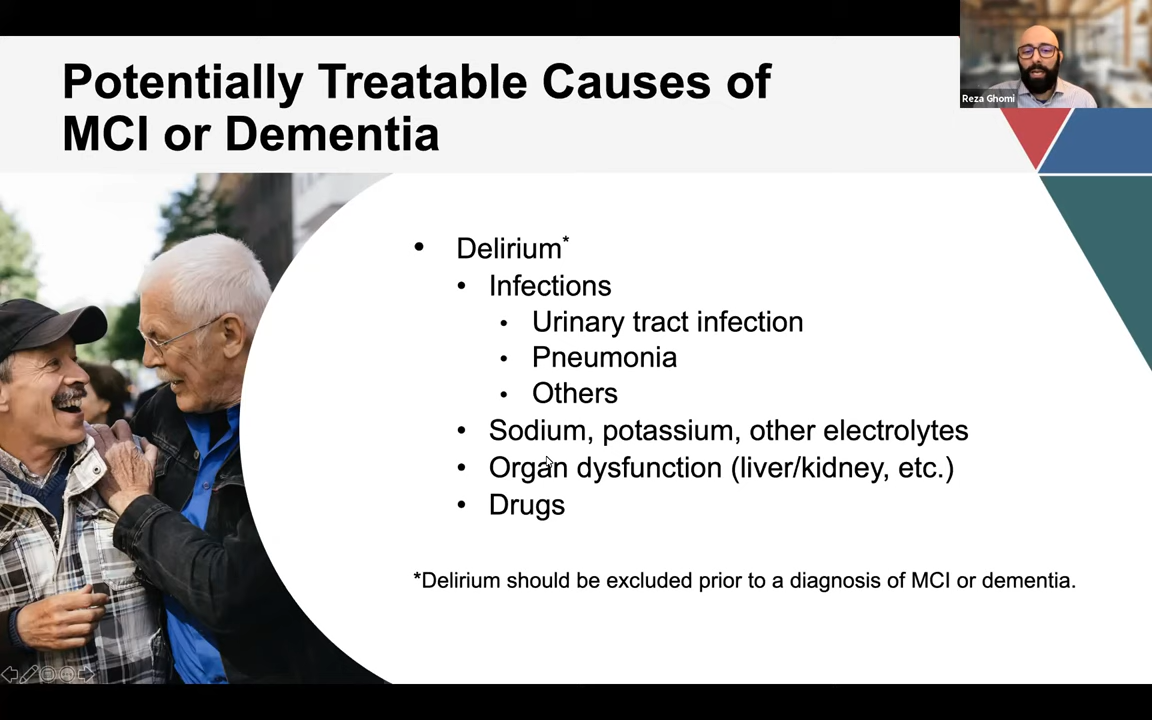 Potentially Treatable Causes of
MCI or Dementia
Reza Ghomi
• Delirium*
• Infections
• Urinary tract infection
• Pneumonia
• Others
• Sodium, potassium, other electrolytes
• Organ dysfunction (liver/kidney, etc.)
• Drugs
*Delirium should be excluded prior to a diagnosis of MCI or dementia.